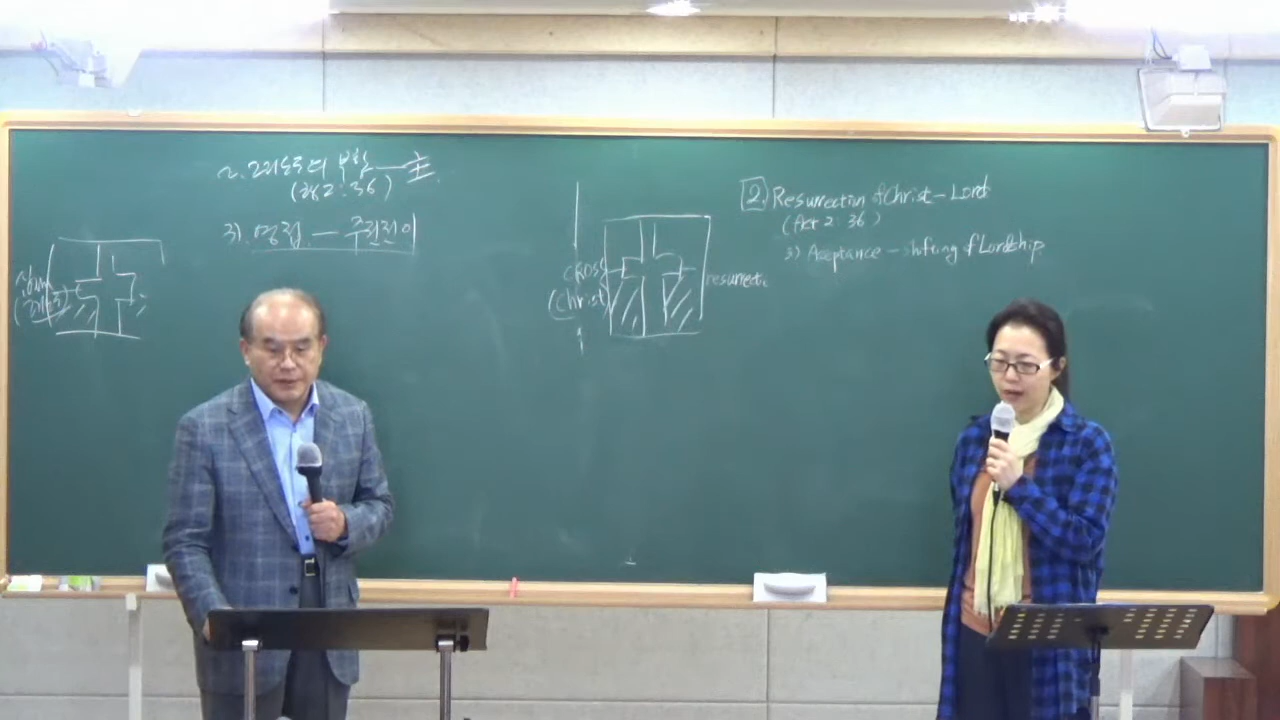 2. 그리스도의 부활 — 主
(행2:36)
3). 영접 — 주권전이
CROSS
(Christ)
resurrecti
2. Resurrection of Christ - Lord
(Act 2:36)
3) Acceptance - shifting of Lordship